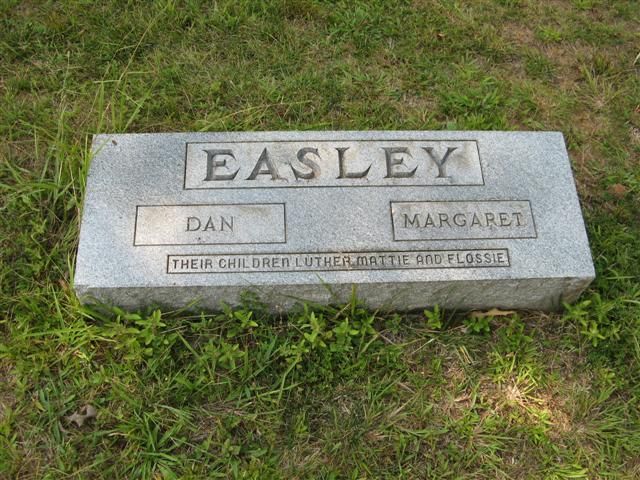 EASLEY
DAN MARGARET
THEIR CHILDREN LUTHER MATTIE AND FLOSSIE